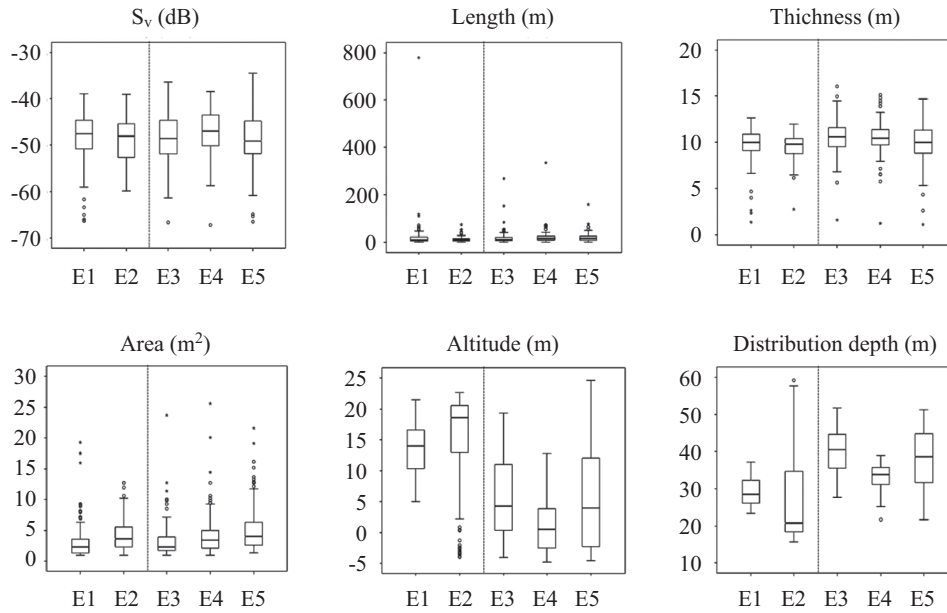 S_v (dB)
Length (m)
Thichness (m)
-30
-40
-50
-60
-70
E1 E2 E3 E4 E5
800
600
400
200
0
E1 E2 E3 E4 E5
20
15
10
5
0
E1 E2 E3 E4 E5
Area (m²)
Altitude (m)
Distribution depth (m)
30
25
20
15
10
5
0
E1 E2 E3 E4 E5
25
20
15
10
5
0
-5
E1 E2 E3 E4 E5
60
50
40
30
20
10
E1 E2 E3 E4 E5